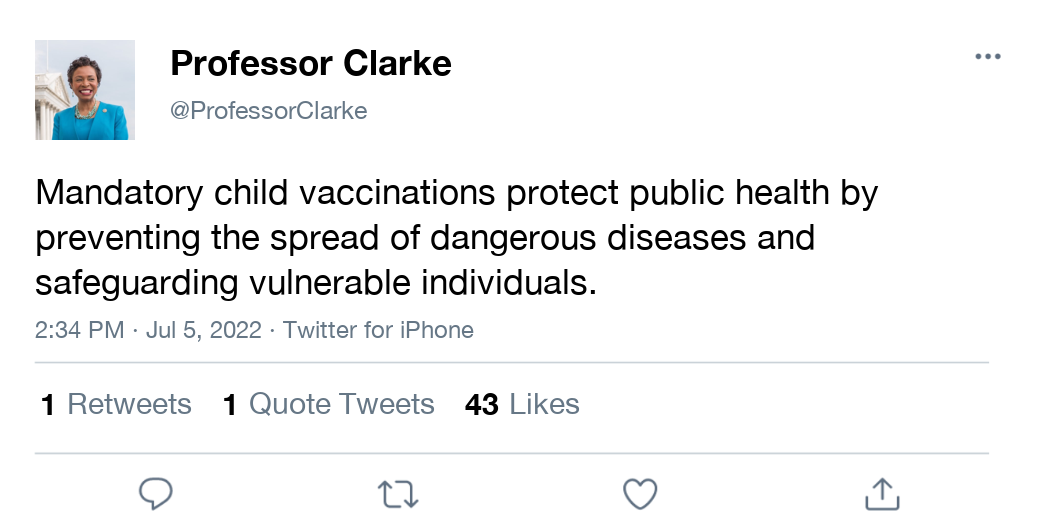 Professor Clarke
@ProfessorClarke
Mandatory child vaccinations protect public health by
preventing the spread of dangerous diseases and
safeguarding vulnerable individuals.
2:34 PM · Jul 5, 2022 · Twitter for iPhone
1 Retweets 1 Quote Tweets 43 Likes